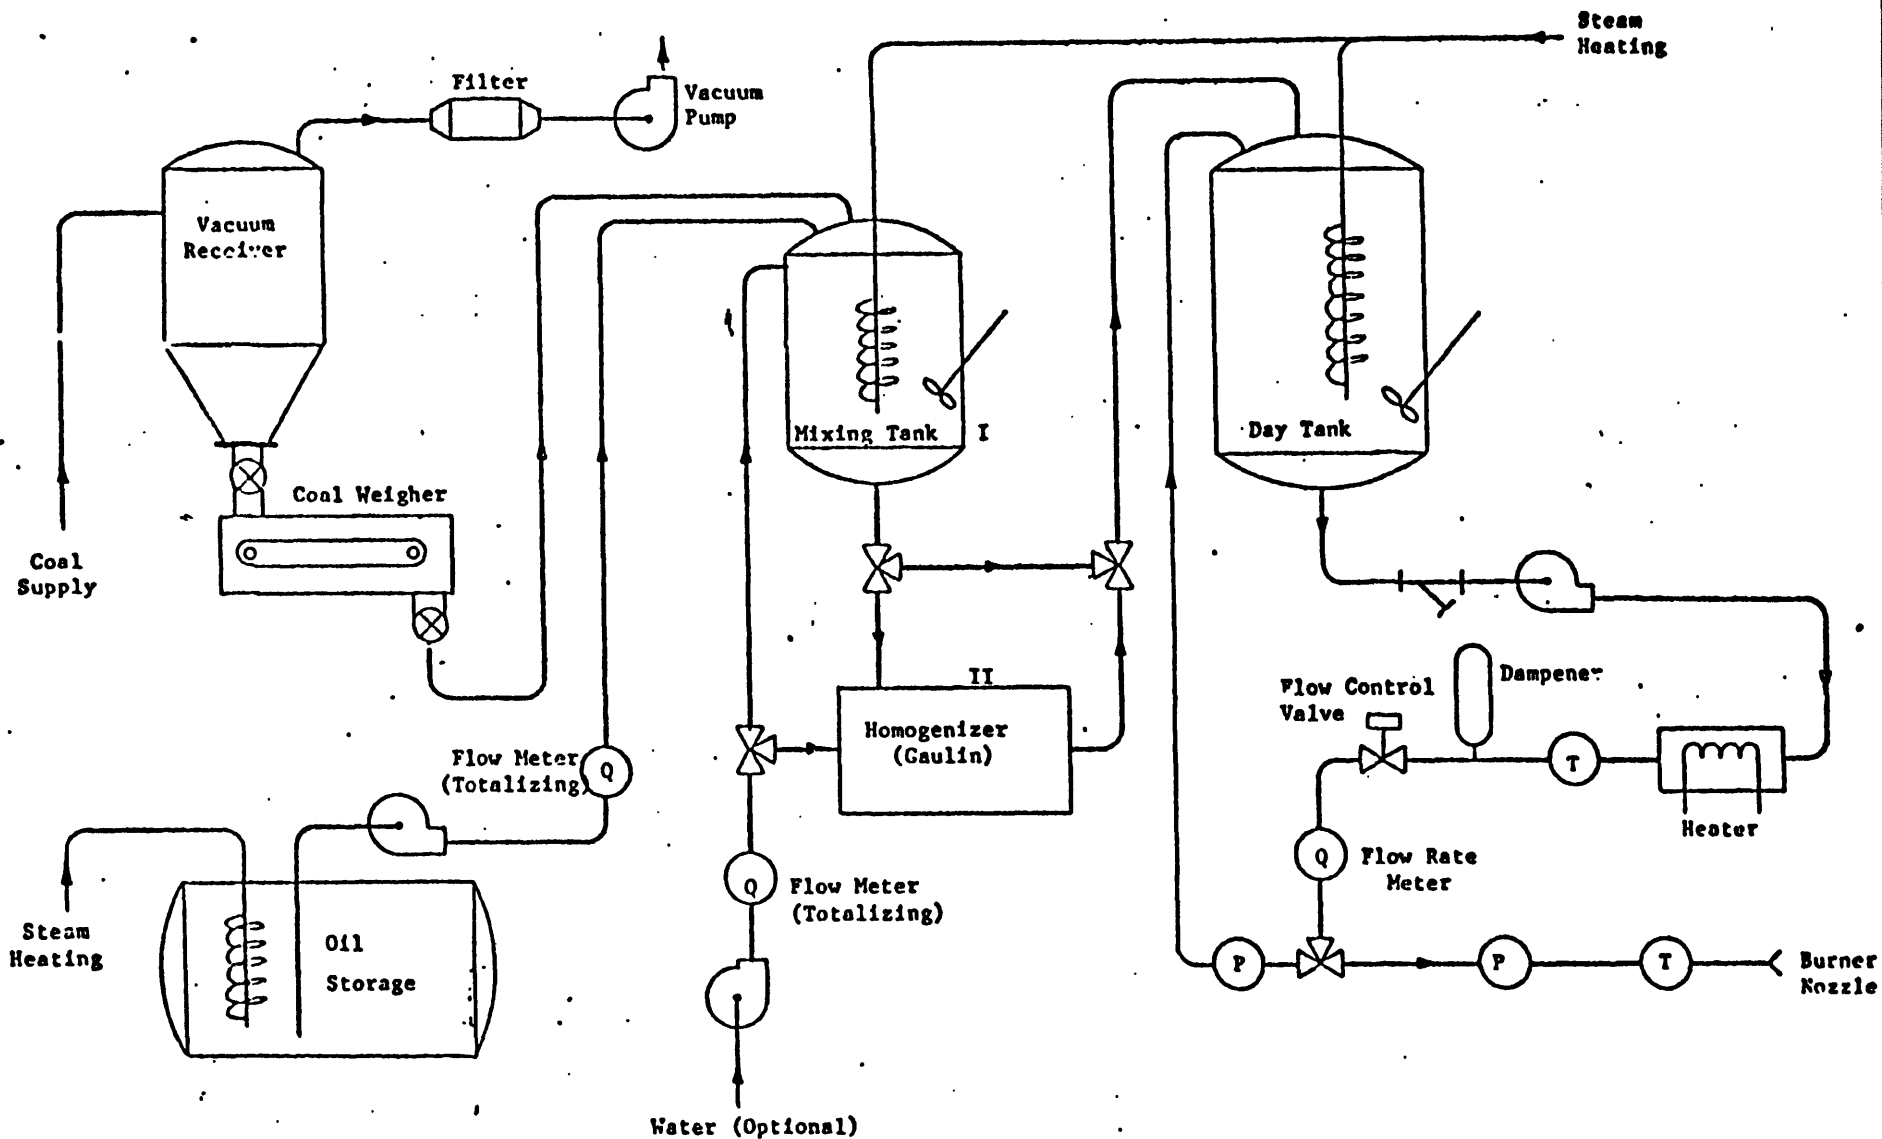 Steam
Heating
Filter
Vacuum
Pump
Vacuum
Receiver
Mixing Tank I
Day Tank
Coal Weigher
Coal
Supply
II
Homogenizer
(Gaulin)
Flow Control
Valve
Dampener
Heater
Flow Meter
(Totalizing)
Q
T
Q
Flow Rate
Meter
Q
Flow Meter
(Totalizing)
Steam
Heating
Oil
Storage
P
P
T
Burner
Nozzle
Water (Optional)